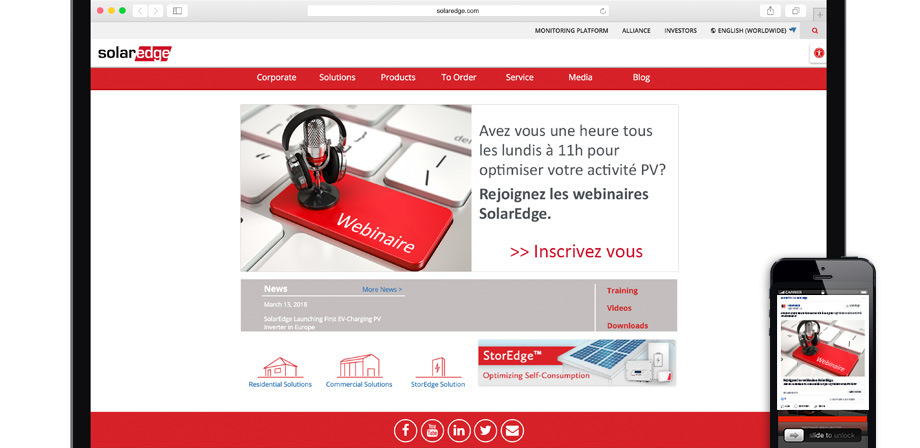 solaredge.com
MONITORING PLATFORM ALLIANCE INVESTORS ENGLISH (WORLDWIDE)
solaredge
Corporate Solutions Products To Order Service Media Blog
Avez vous une heure tous
les lundis à 11h pour
optimiser votre activité PV?
Rejoignez les webinaires
SolarEdge.
>> Inscrivez vous
Webinaire
News More News >
March 13, 2018
SolarEdge Launching First EV-Charging PV
Inverter in Europe
Training
Videos
Downloads
Residential Solutions Commercial Solutions StorEdge Solution
StorEdge™
Optimizing Self-Consumption
CARRIER
Webinaire
slide to unlock